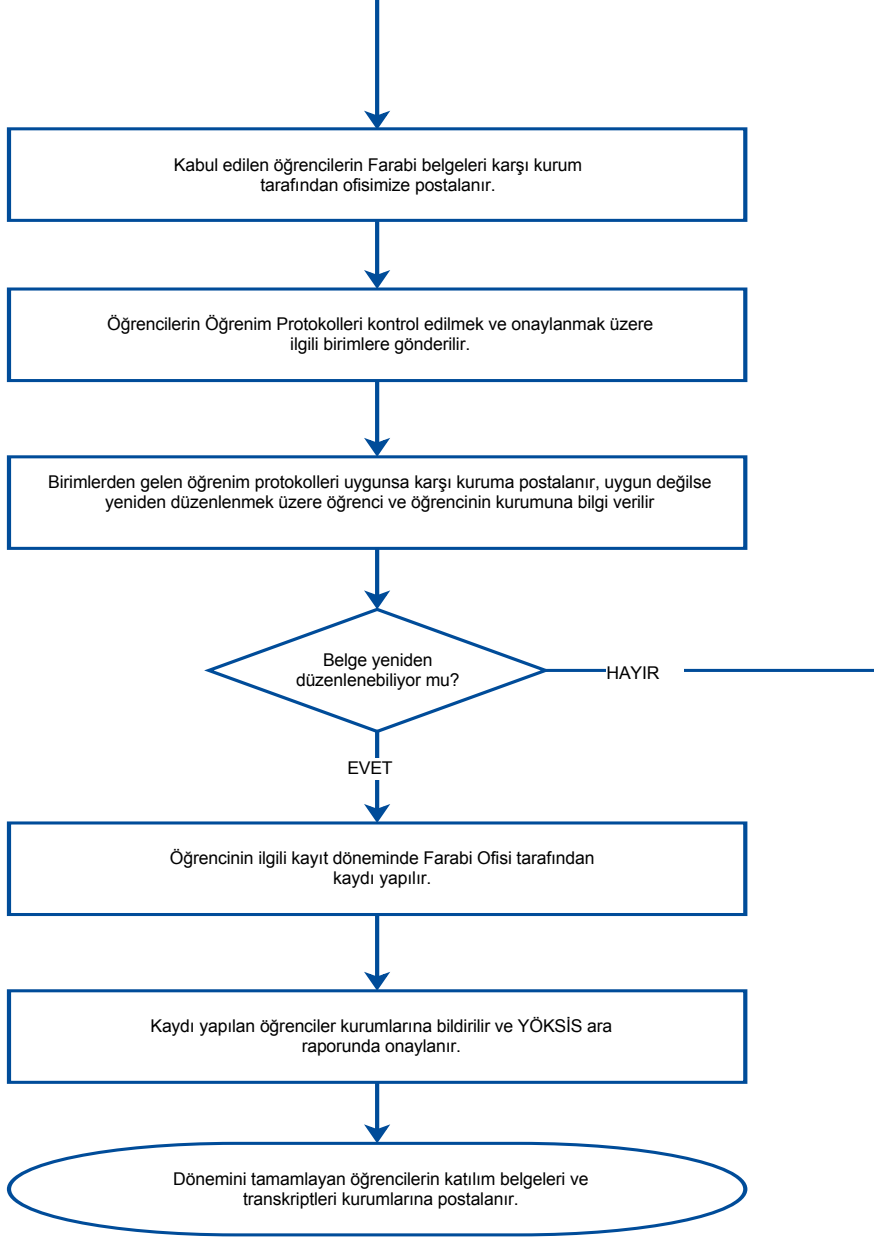 Kabul edilen öğrencilerin Farabi belgeleri karşı kurum
tarafından ofisimize postalanır.
Öğrencilerin Öğrenim Protokolleri kontrol edilmek ve onaylanmak üzere
ilgili birimlere gönderilir.
Birimlerden gelen öğrenim protokolleri uygunsa karşı kuruma postalanır, uygun değilse
yeniden düzenlenmek üzere öğrenci ve öğrencinin kurumuna bilgi verilir
Belge yeniden
düzenlenebiliyor mu?
HAYIR
EVET
Öğrencinin ilgili kayıt döneminde Farabi Ofisi tarafından
kaydı yapılır.
Kaydı yapılan öğrenciler kurumlarına bildirilir ve YÖKSİS ara
raporunda onaylanır.
Dönemini tamamlayan öğrencilerin katılım belgeleri ve
transkriptleri kurumlarına postalanır.